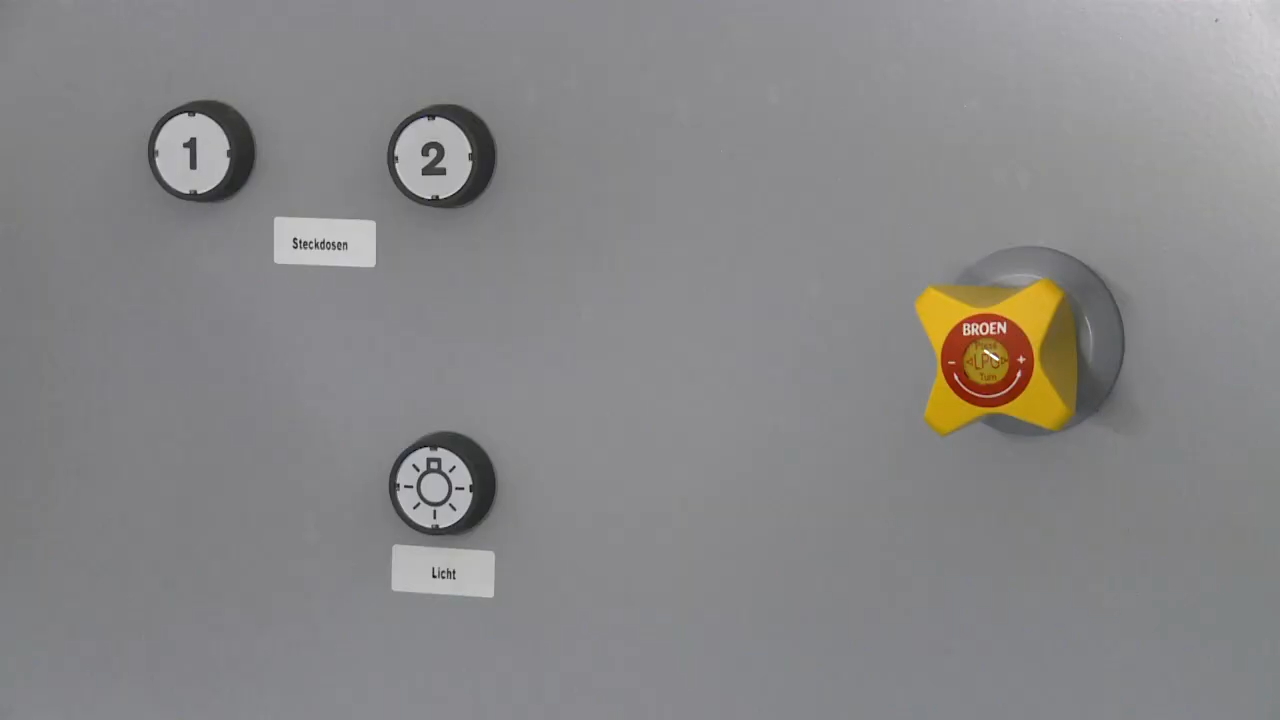 1
2
Steckdosen
BROEN
Press
- LPG +
Turn
Licht